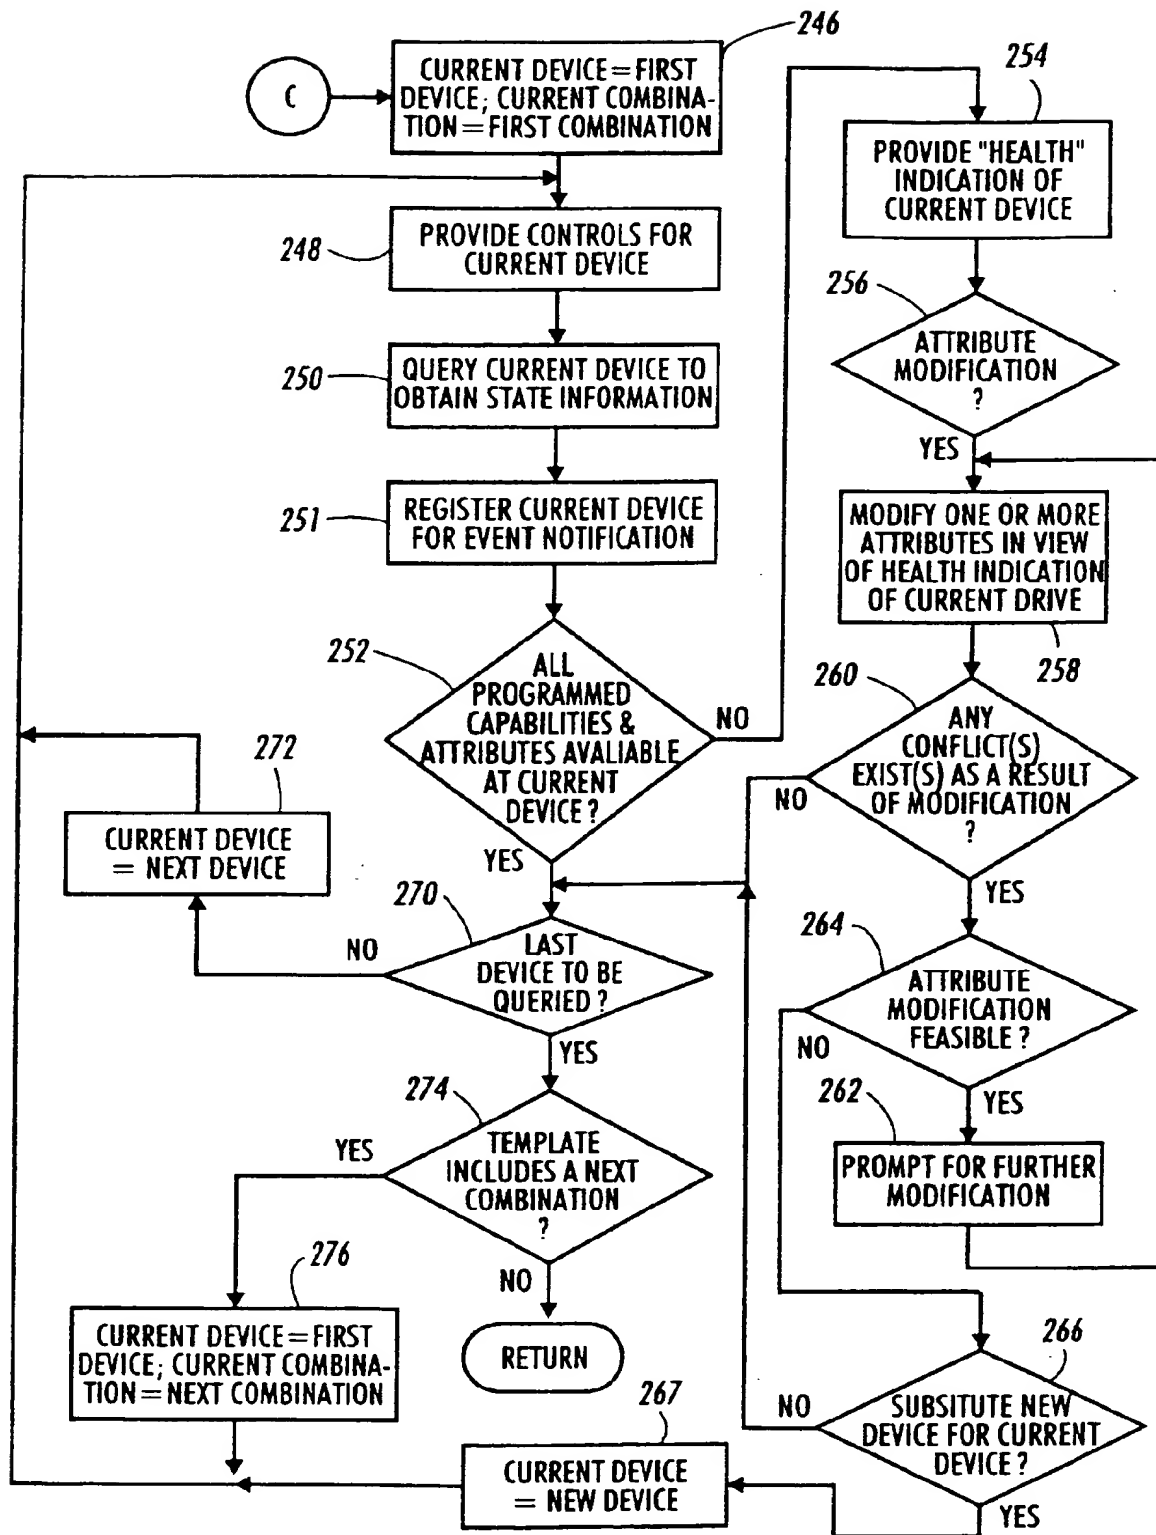 246
C
CURRENT DEVICE = FIRST
DEVICE; CURRENT COMBINA-
TION = FIRST COMBINATION
254
PROVIDE "HEALTH"
INDICATION OF
CURRENT DEVICE
248
PROVIDE CONTROLS FOR
CURRENT DEVICE
256
ATTRIBUTE
MODIFICATION
?
YES
250
QUERY CURRENT DEVICE TO
OBTAIN STATE INFORMATION
251
REGISTER CURRENT DEVICE
FOR EVENT NOTIFICATION
MODIFY ONE OR MORE
ATTRIBUTES IN VIEW
OF HEALTH INDICATION
OF CURRENT DRIVE
258
252
ALL
PROGRAMMED
CAPABILITIES &
ATTRIBUTES AVALIABLE
AT CURRENT
DEVICE ?
NO
YES
260
ANY
CONFLICT(S)
EXIST(S) AS A RESULT
OF MODIFICATION
?
NO
YES
272
CURRENT DEVICE
= NEXT DEVICE
270
LAST
DEVICE TO BE
QUERIED ?
NO
YES
264
ATTRIBUTE
MODIFICATION
FEASIBLE ?
NO
YES
274
TEMPLATE
INCLUDES A NEXT
COMBINATION
?
YES
NO
262
PROMPT FOR FURTHER
MODIFICATION
276
CURRENT DEVICE = FIRST
DEVICE; CURRENT COMBINA-
TION = NEXT COMBINATION
RETURN
266
SUBSITUTE NEW
DEVICE FOR CURRENT
DEVICE ?
NO
YES
267
CURRENT DEVICE
= NEW DEVICE